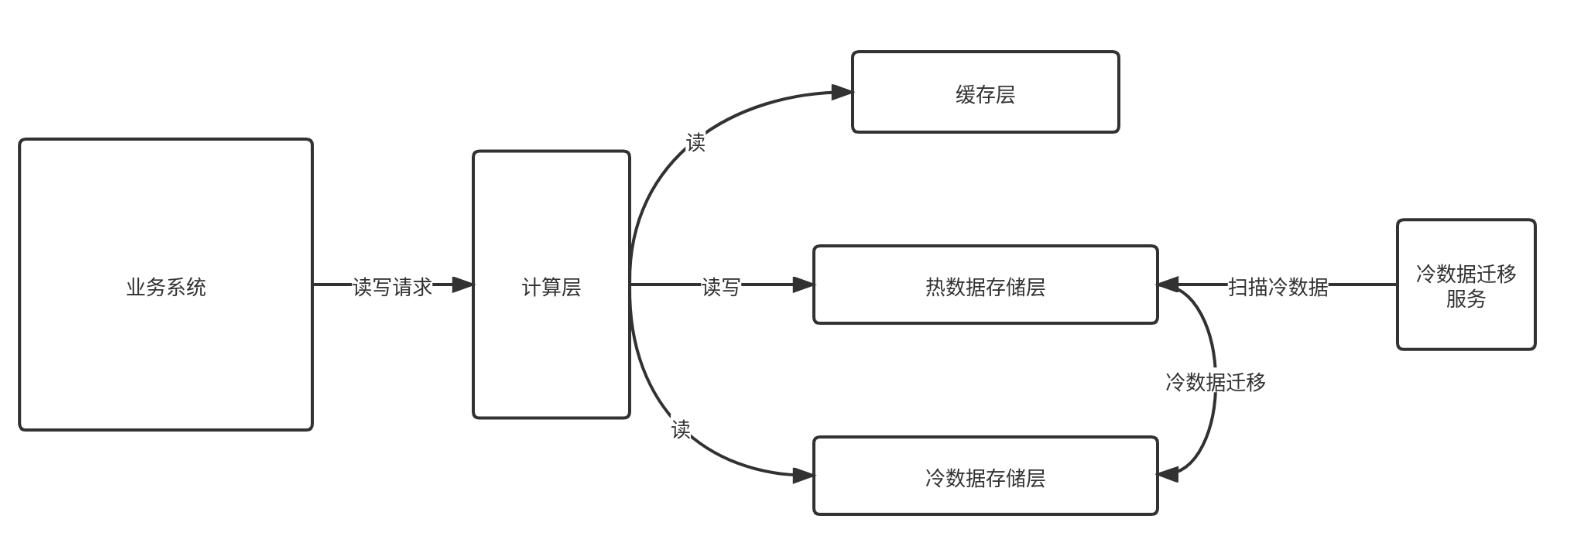 业务系统
读写请求
计算层
读
缓存层
读写
热数据存储层
扫描冷数据
冷数据迁移
服务
冷数据迁移
读
冷数据存储层